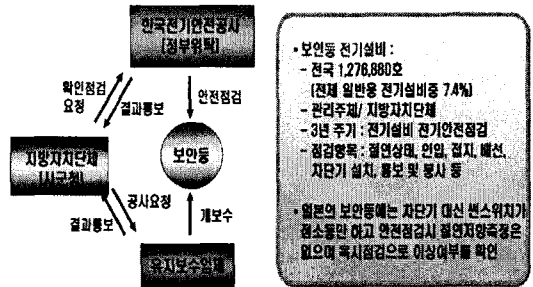 한국전기안전공사
(정부위탁)
확인점검
요청
결과통보
안전점검
지방자치단체
(시구청)
보안등
공사요청
결과통보
개보수
유지보수업체
• 보안등 전기설비 :
– 전국 1,276,880호
(전체 일반용 전기설비중 7.4%)
– 관리주체/ 지방자치단체
– 3년 주기 : 전기설비 전기안전점검
– 점검항목 : 절연상태, 인입, 접지, 배선,
차단기 설치, 홍보 및 봉사 등
• 일본의 보안등에는 차단기 대신 썬스위치가
점소등만 하고 안전점검시 절연저항측정은
없으며 육시점검으로 이상여부를 확인